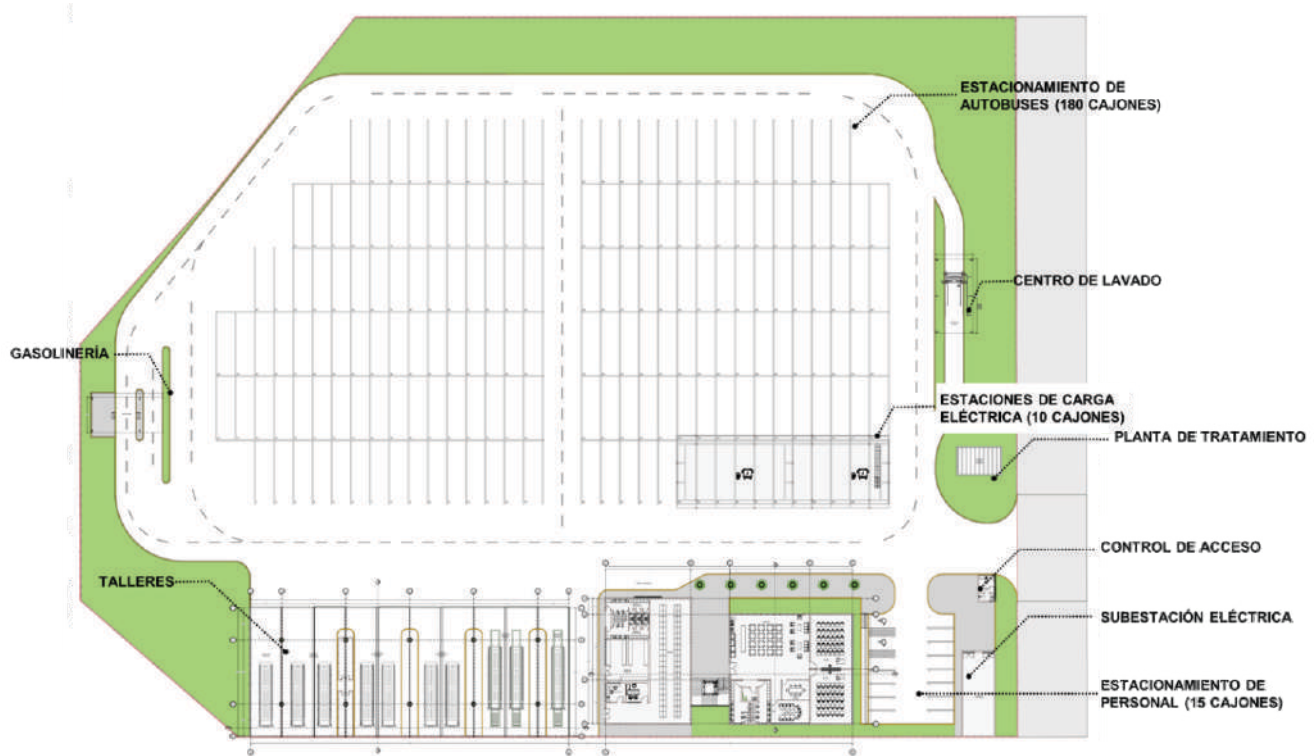 ESTACIONAMIENTO DE
AUTOBUSES (180 CAJONES)
CENTRO DE LAVADO
GASOLINERÍA
ESTACIONES DE CARGA
ELÉCTRICA (10 CAJONES)
PLANTA DE TRATAMIENTO
CONTROL DE ACCESO
TALLERES
SUBESTACIÓN ELÉCTRICA
ESTACIONAMIENTO DE
PERSONAL (15 CAJONES)